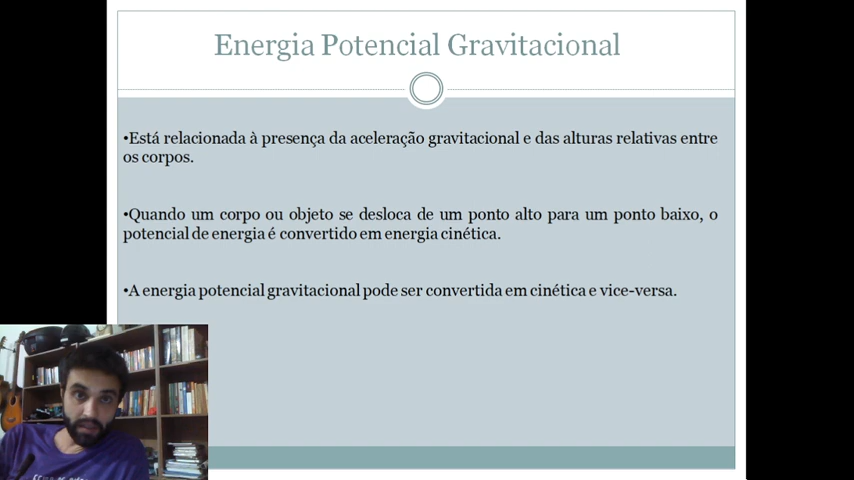 Energia Potencial Gravitacional
•Está relacionada à presença da aceleração gravitacional e das alturas relativas entre
os corpos.
•Quando um corpo ou objeto se desloca de um ponto alto para um ponto baixo, o
potencial de energia é convertido em energia cinética.
•A energia potencial gravitacional pode ser convertida em cinética e vice-versa.